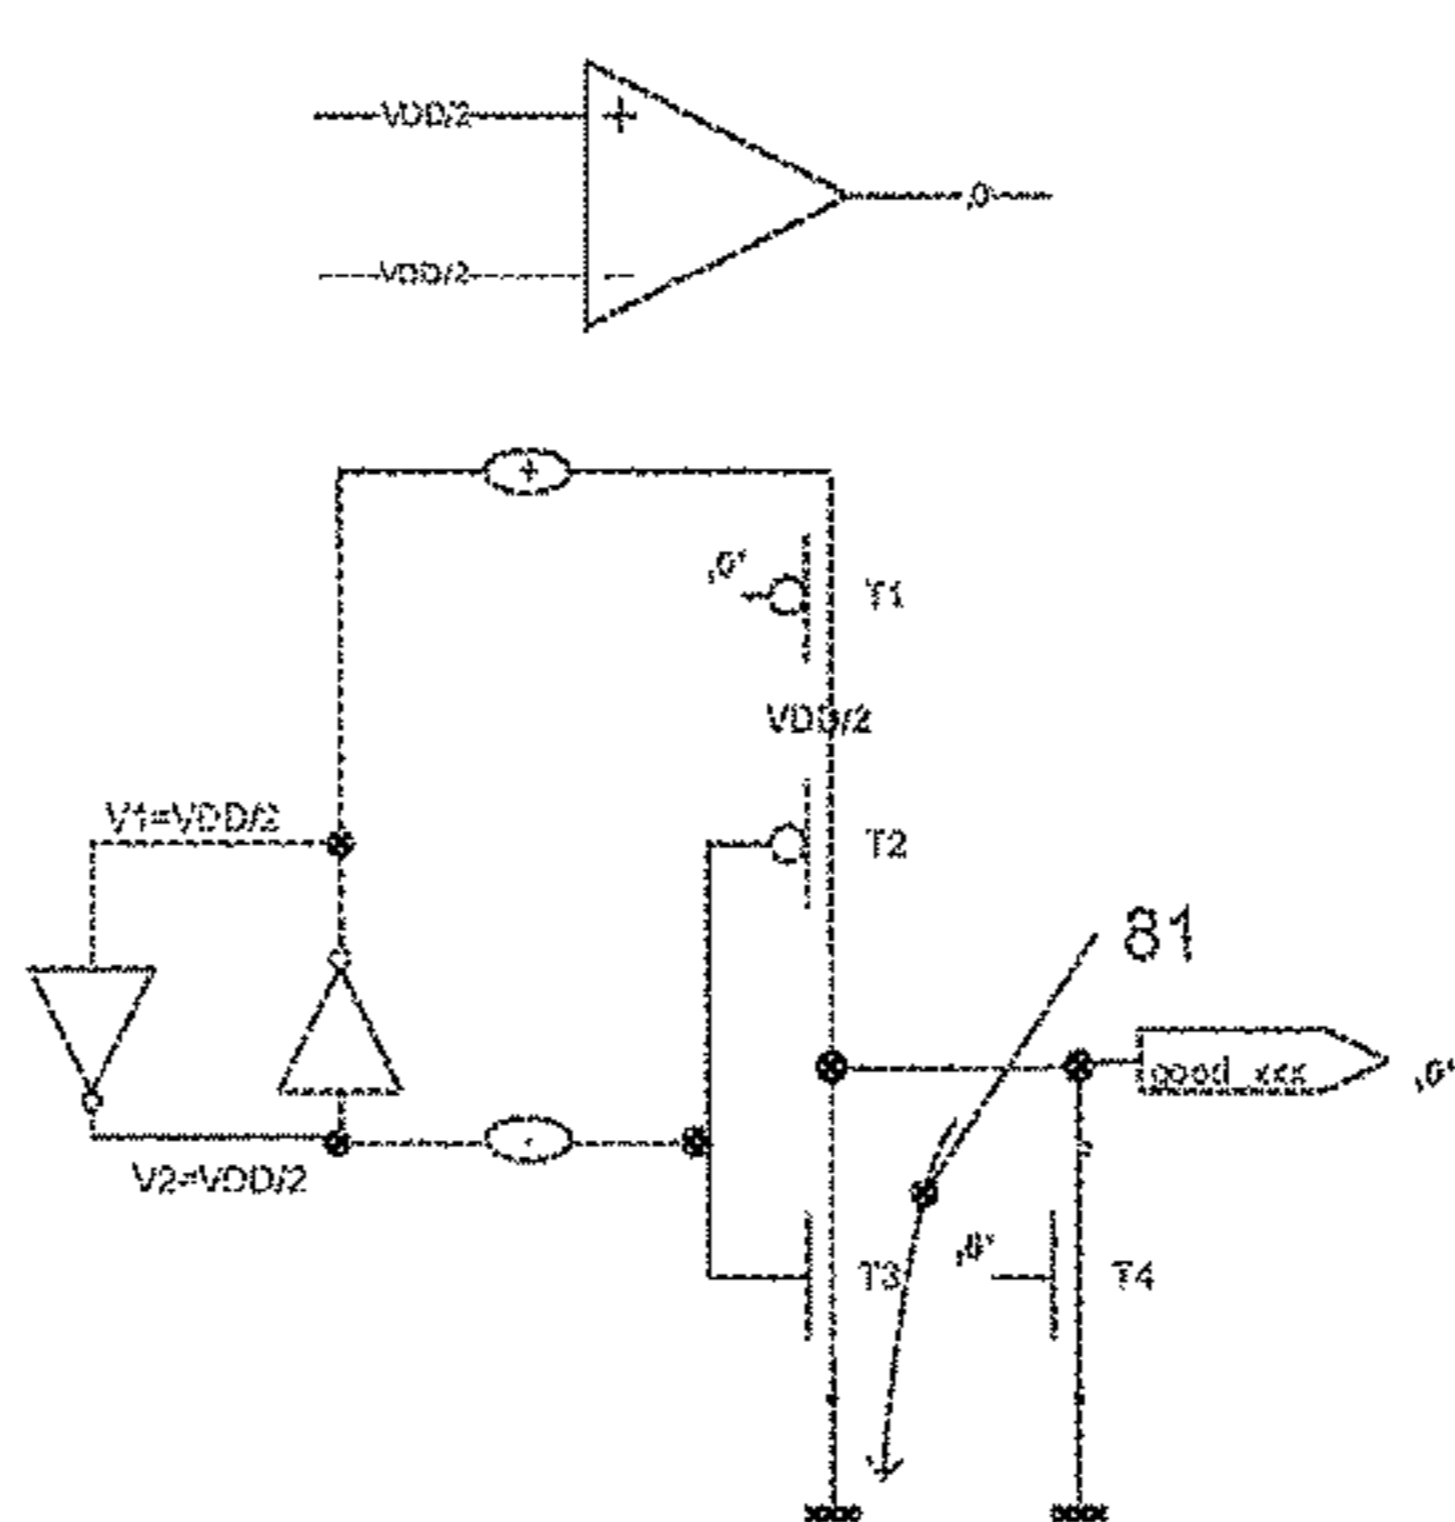 VDD/2
+
,0
VDD/2
-
+
,0'
T1
VDD/2
V1=VDD/2
T2
81
good_xxx
,0'
-
V2=VDD/2
,0'
T3
T4